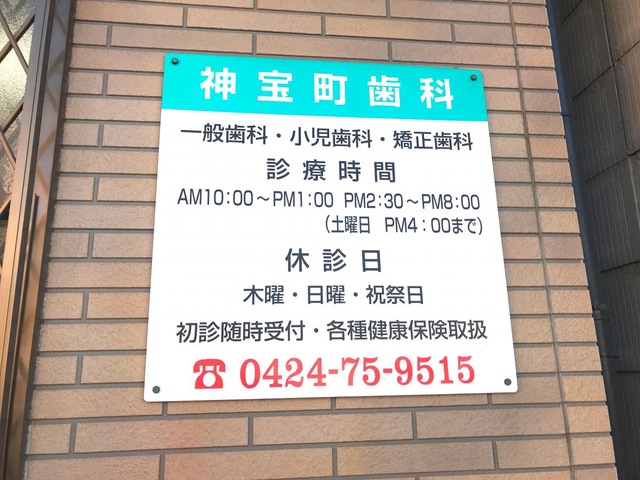 神宝町歯科
一般歯科・小児歯科・矯正歯科
診療時間
AM10:00～PM1:00 PM2:30～PM8:00
(土曜日 PM4:00まで)
休診日
木曜・日曜・祝祭日
初診随時受付・各種健康保険取扱
☎0424-75-9515